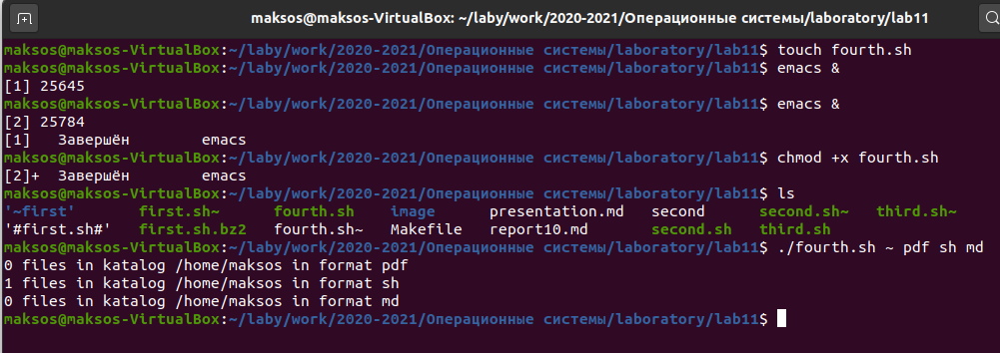 maksos@maksos-VirtualBox: ~/laby/work/2020-2021/Операционные системы/laboratory/lab11
maksos@maksos-VirtualBox:~/laby/work/2020-2021/Операционные системы/laboratory/lab11$ touch fourth.sh
maksos@maksos-VirtualBox:~/laby/work/2020-2021/Операционные системы/laboratory/lab11$ emacs &
[1] 25645
maksos@maksos-VirtualBox:~/laby/work/2020-2021/Операционные системы/laboratory/lab11$ emacs &
[2] 25784
[1]   Завершён        emacs
maksos@maksos-VirtualBox:~/laby/work/2020-2021/Операционные системы/laboratory/lab11$ chmod +x fourth.sh
[2]+  Завершён        emacs
maksos@maksos-VirtualBox:~/laby/work/2020-2021/Операционные системы/laboratory/lab11$ ls
'~first'       first.sh~      fourth.sh    image      presentation.md   second      second.sh~   third.sh~
'#first.sh#'   first.sh.bz2   fourth.sh~   Makefile   report10.md       second.sh   third.sh
maksos@maksos-VirtualBox:~/laby/work/2020-2021/Операционные системы/laboratory/lab11$ ./fourth.sh ~ pdf sh md
0 files in katalog /home/maksos in format pdf
1 files in katalog /home/maksos in format sh
0 files in katalog /home/maksos in format md
maksos@maksos-VirtualBox:~/laby/work/2020-2021/Операционные системы/laboratory/lab11$